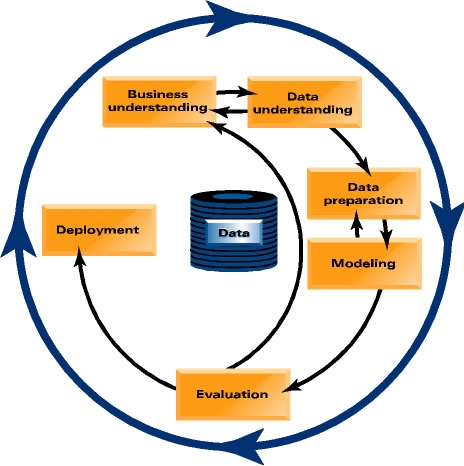 Business
understanding
Data
understanding
Data
preparation
Modeling
Data
Deployment
Evaluation